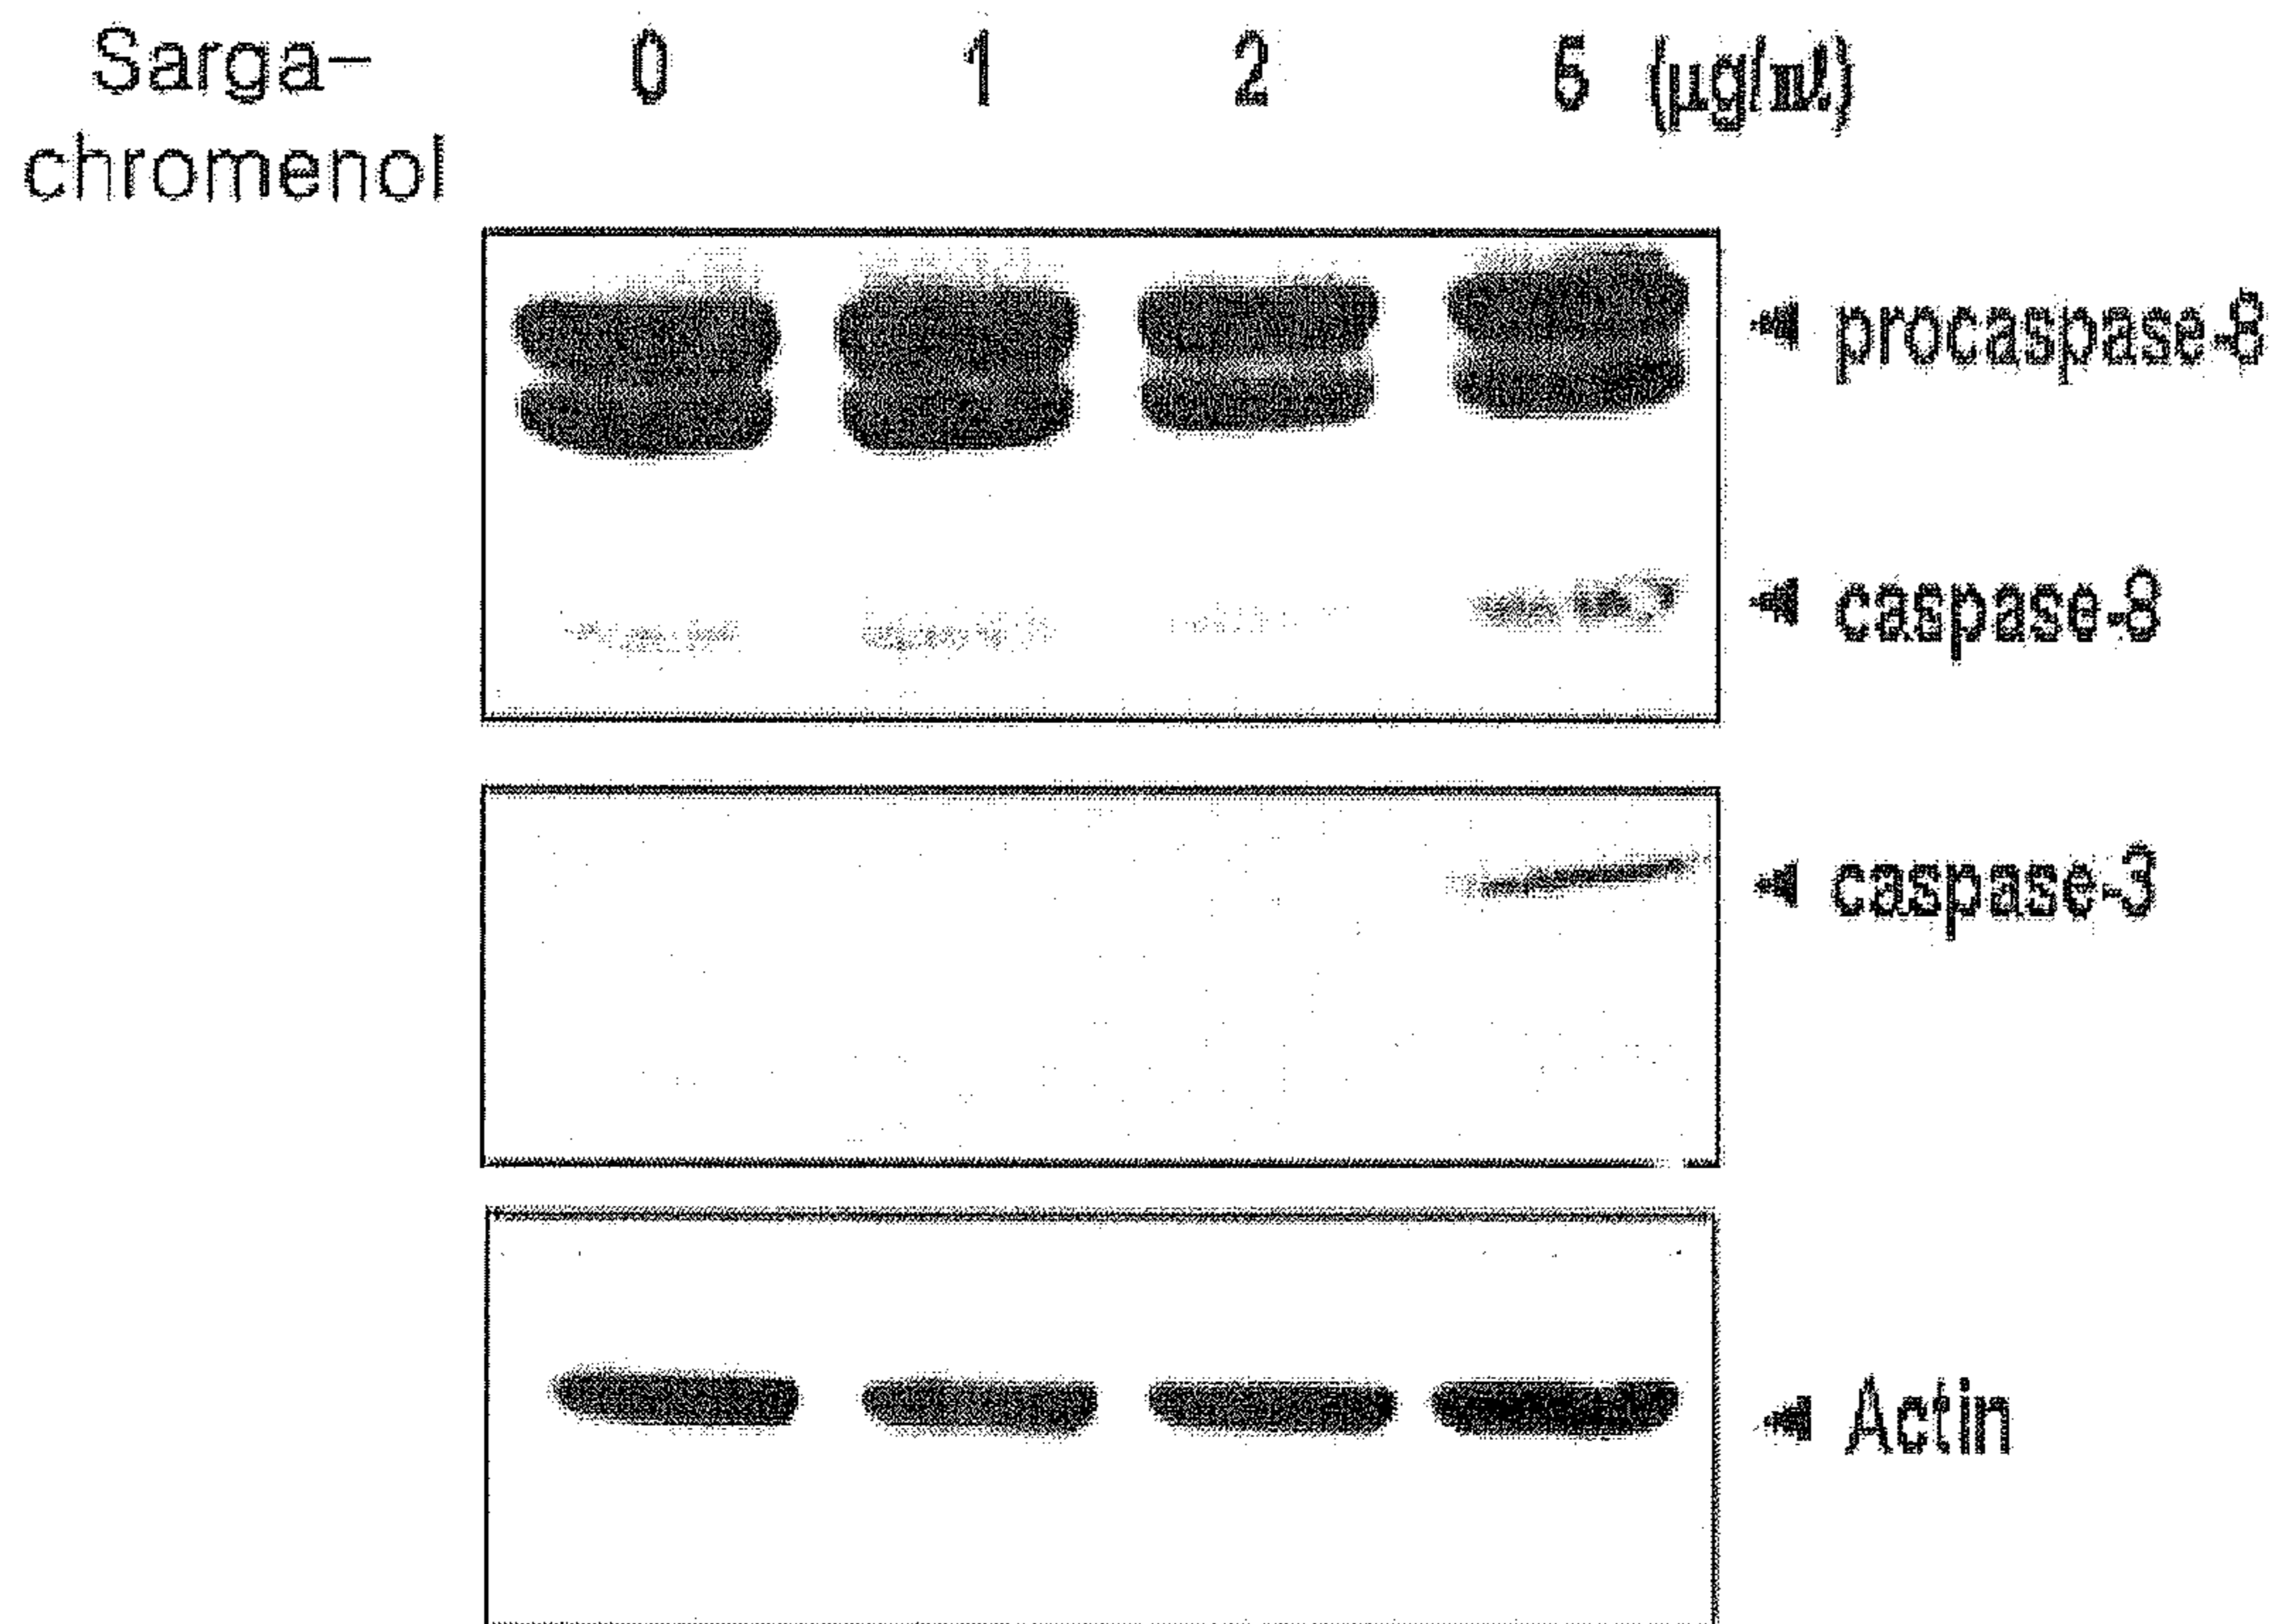 Sarga-
chromenol
0 1 2 5 (μg/㎖)
procaspase-8
caspase-8
caspase-3
Actin